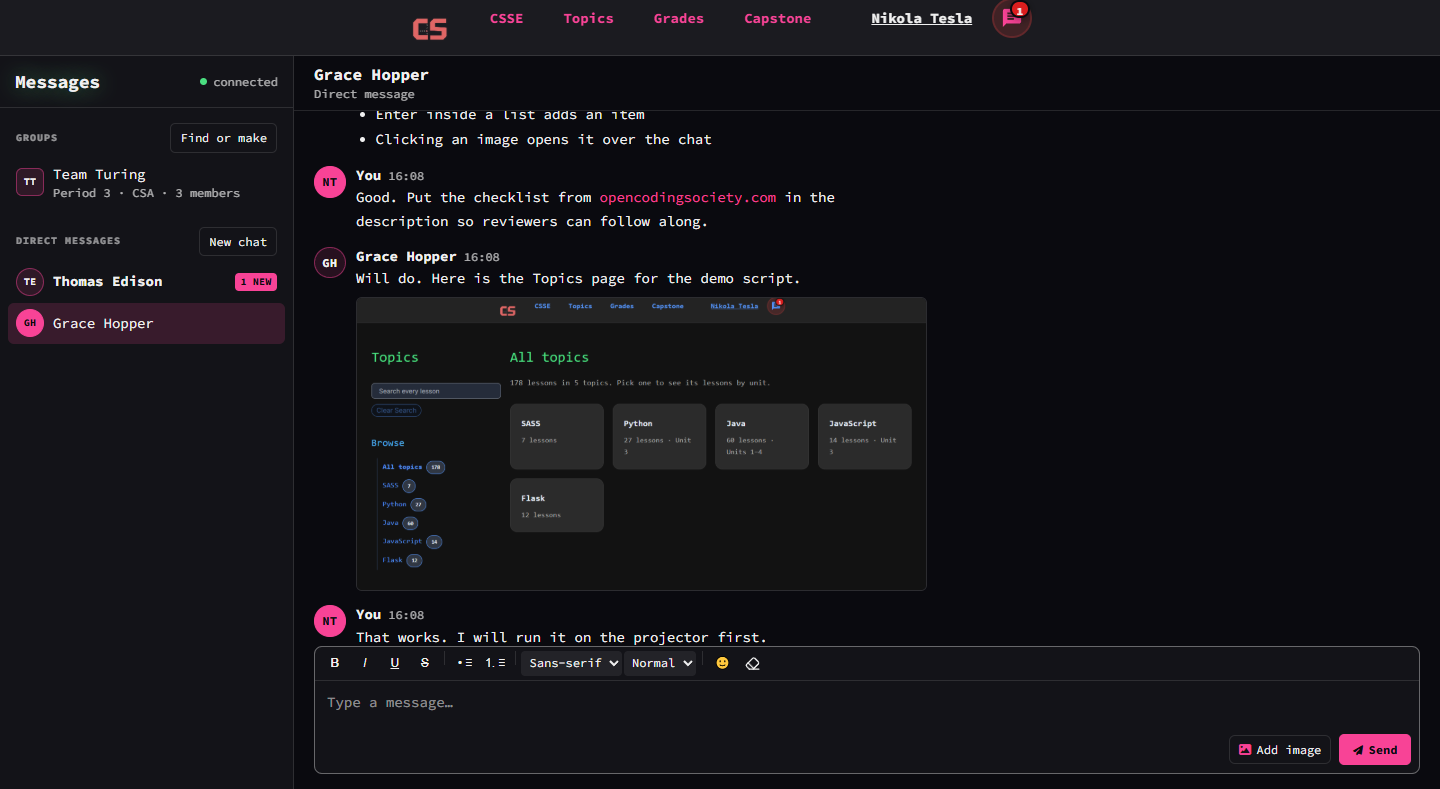 CS CSSE Topics Grades Capstone Nikola Tesla 1
Messages connected
GROUPS Find or make
TT Team Turing
Period 3 · CSA · 3 members
DIRECT MESSAGES New chat
TE Thomas Edison 1 NEW
GH Grace Hopper
Grace Hopper
Direct message
• Enter inside a list adds an item
• Clicking an image opens it over the chat
NT You 16:08
Good. Put the checklist from opencodingsociety.com in the
description so reviewers can follow along.
GH Grace Hopper 16:08
Will do. Here is the Topics page for the demo script.
CS CSSE Topics Grades Capstone Nikola Tesla
Topics
Search every lesson
Clear Search
Browse
All topics 178
SASS 7
Python 27
Java 60
JavaScript 14
Flask 12
All topics
178 lessons in 5 topics. Pick one to see its lessons by unit.
SASS
7 lessons
Python
27 lessons · Unit
3
Java
60 lessons ·
Units 1-4
JavaScript
14 lessons · Unit
3
Flask
12 lessons
NT You 16:08
That works. I will run it on the projector first.
B I U S 1. Sans-serif Normal
Type a message…
Add image Send